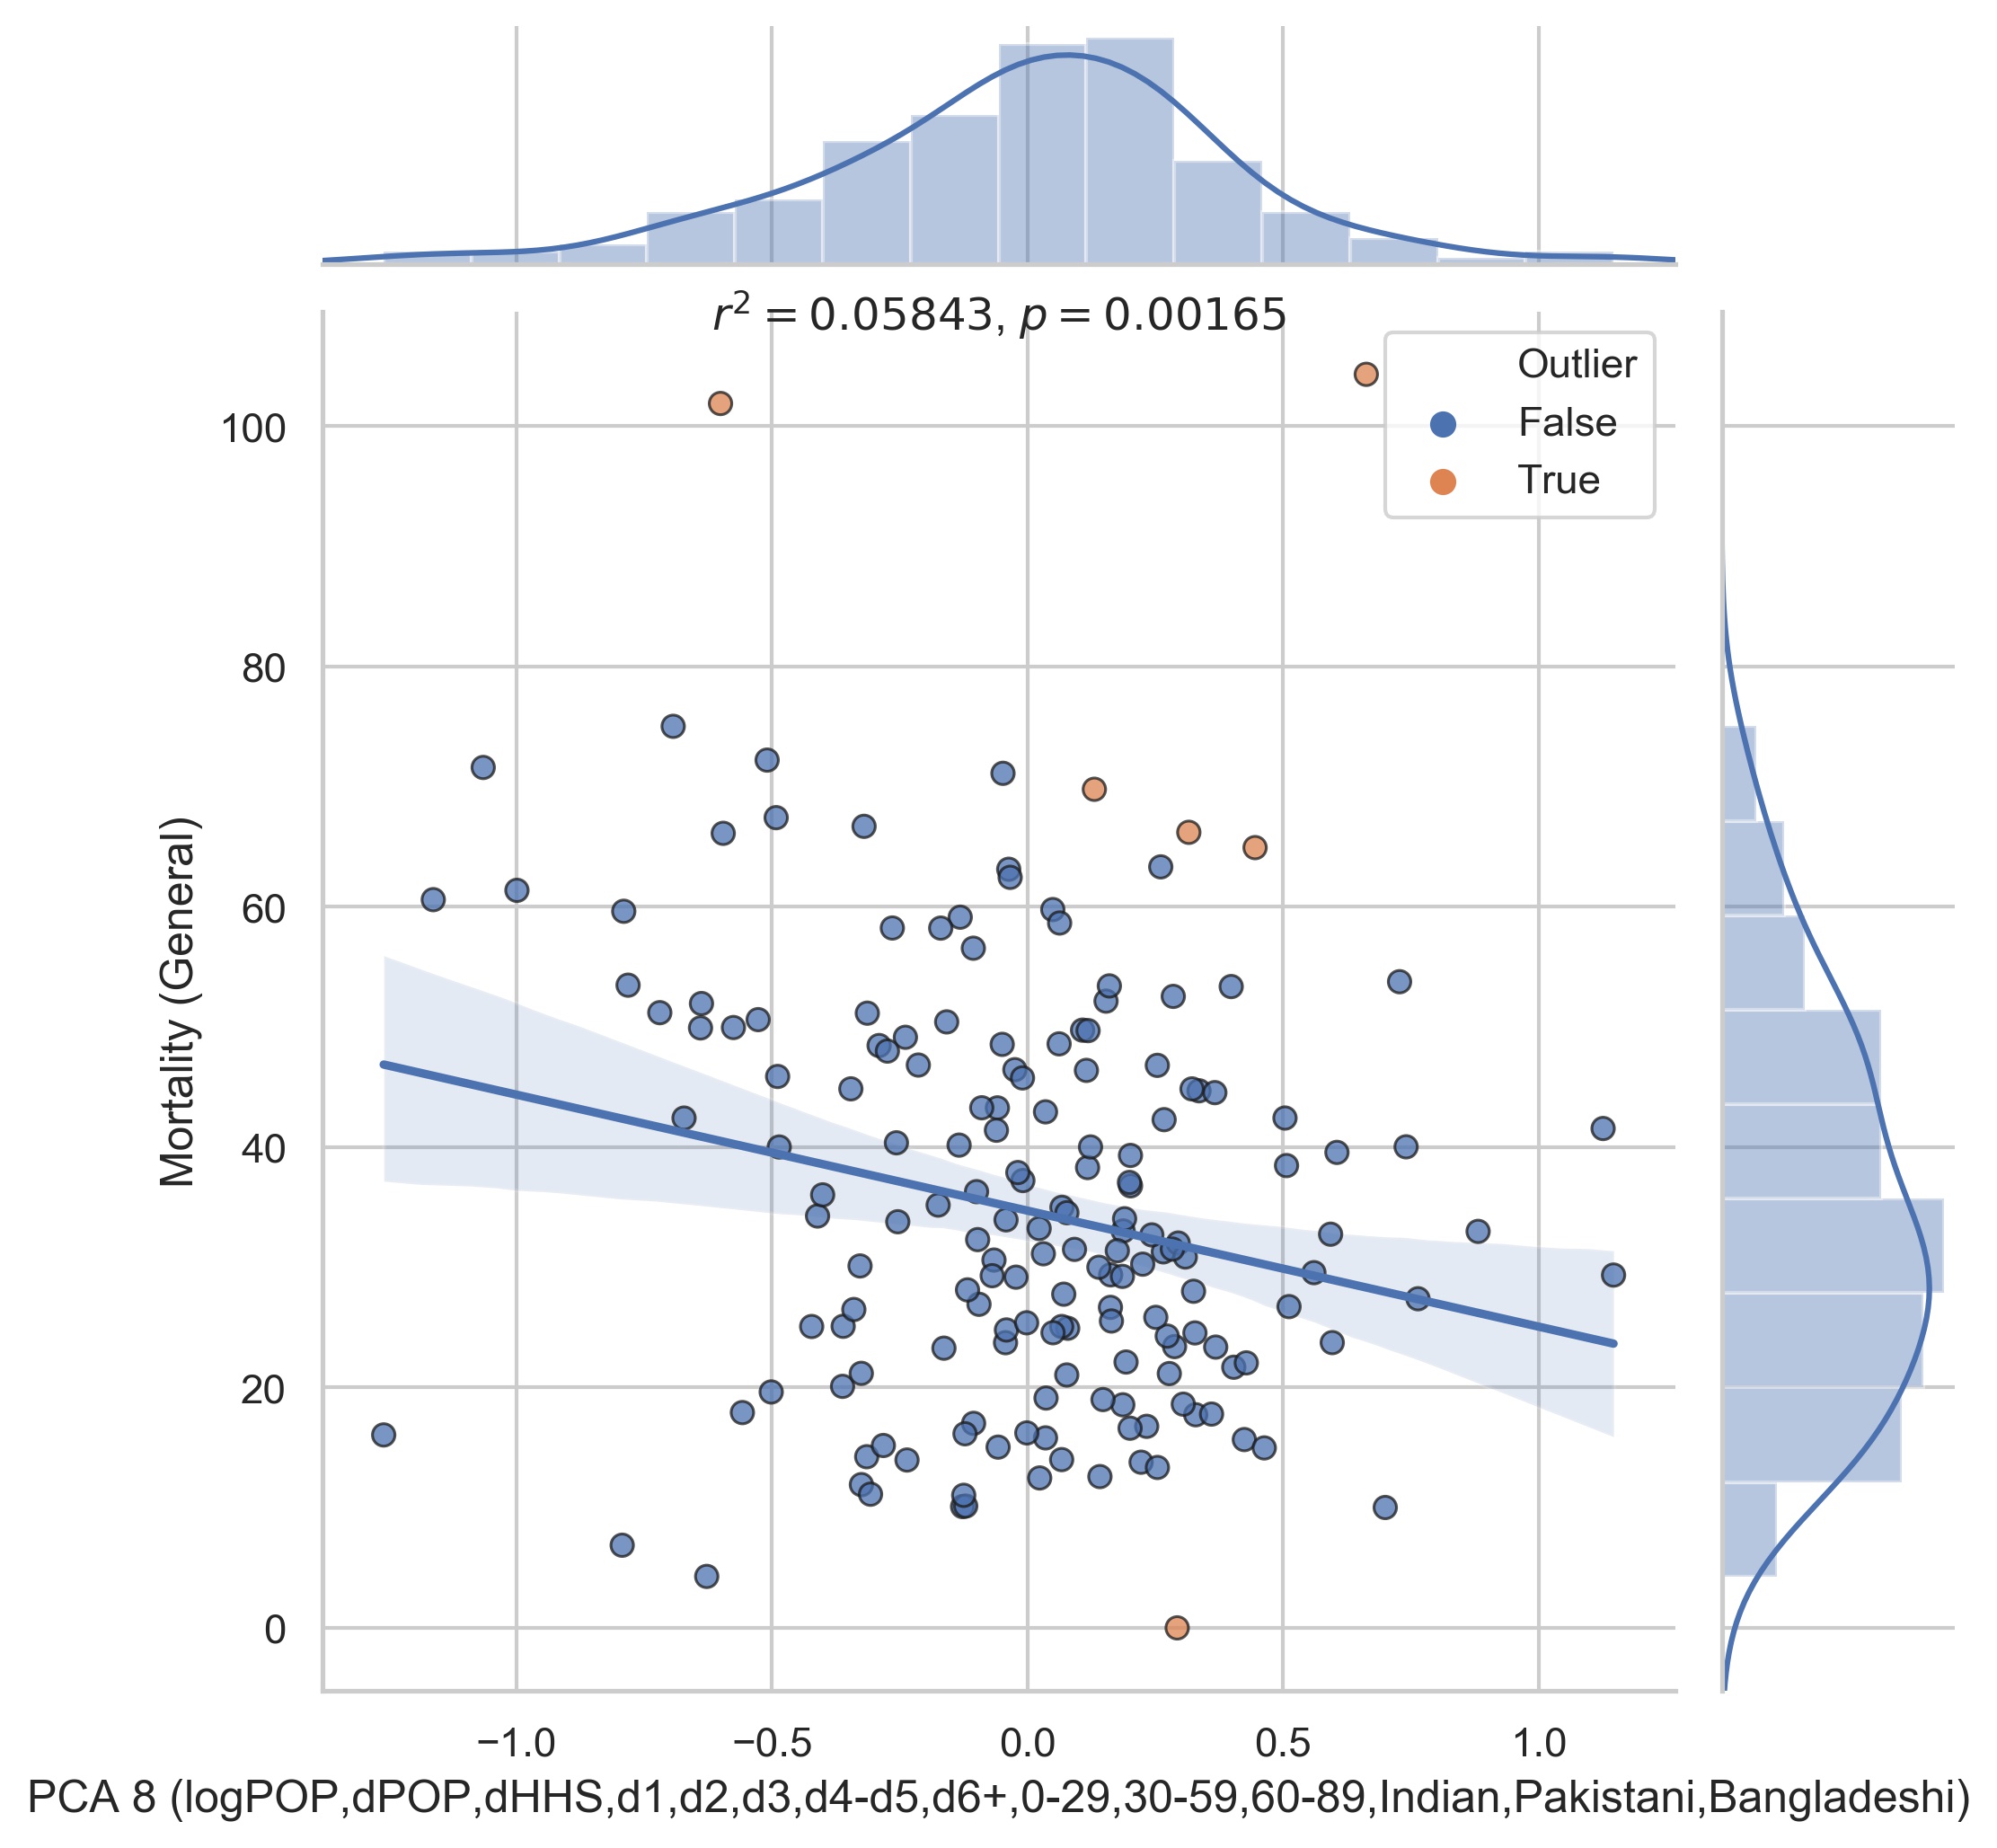 r² = 0.05843, p = 0.00165
Outlier
False
True
Mortality (General)
100
80
60
40
20
0
−1.0 −0.5 0.0 0.5 1.0
PCA 8 (logPOP,dPOP,dHHS,d1,d2,d3,d4-d5,d6+,0-29,30-59,60-89,Indian,Pakistani,Bangladeshi)